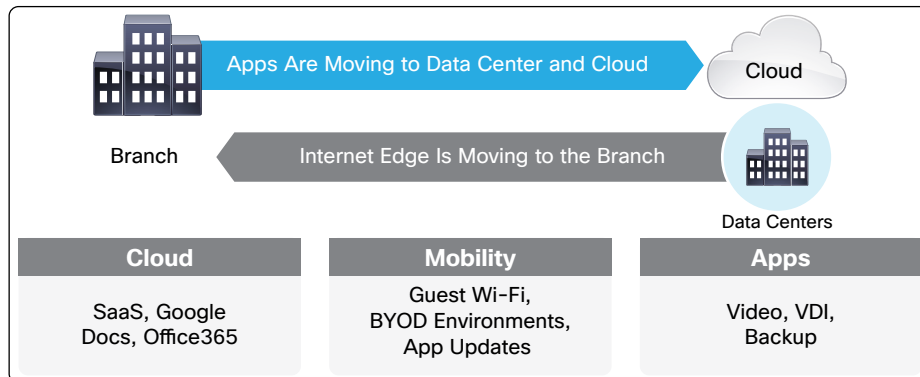 Apps Are Moving to Data Center and Cloud
Cloud
Branch
Internet Edge Is Moving to the Branch
Data Centers
Cloud
SaaS, Google
Docs, Office365
Mobility
Guest Wi-Fi,
BYOD Environments,
App Updates
Apps
Video, VDI,
Backup